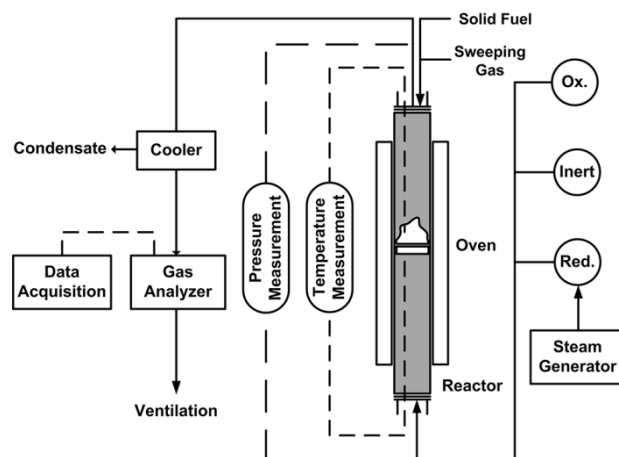 Solid Fuel
Sweeping
Gas
Ox.
Condensate
Cooler
Inert
Pressure
Measurement
Temperature
Measurement
Oven
Data
Acquisition
Gas
Analyzer
Red.
Steam
Generator
Reactor
Ventilation